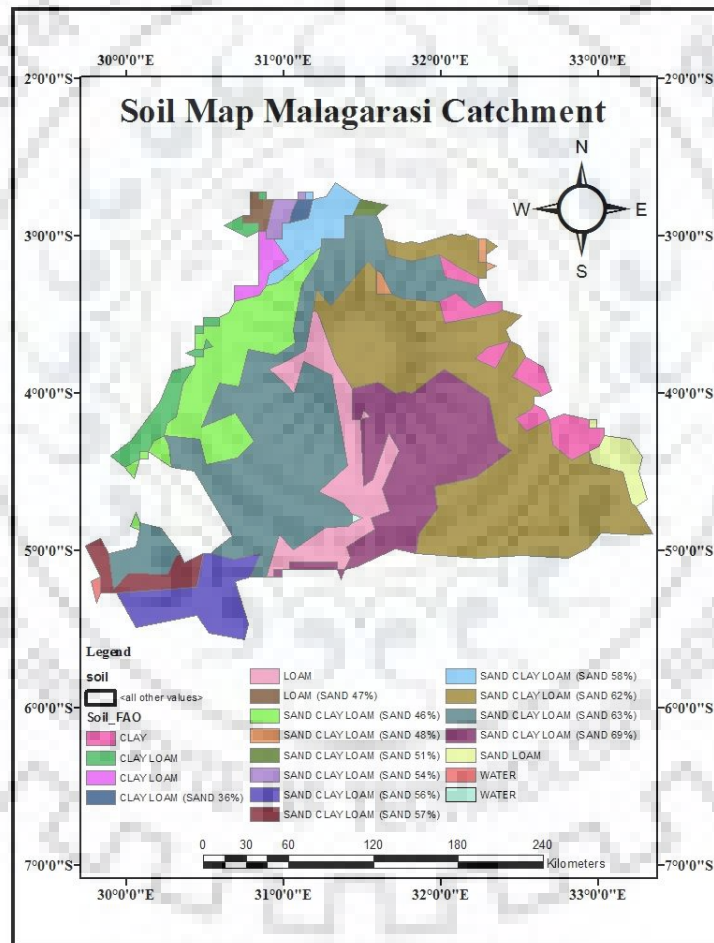 30°0'0"E 31°0'0"E 32°0'0"E 33°0'0"E
2°0'0"S 2°0'0"S
Soil Map Malagarasi Catchment
N
W E
S
3°0'0"S 3°0'0"S
4°0'0"S 4°0'0"S
5°0'0"S 5°0'0"S
Legend
soil
<all other values>
Soil_FAO
CLAY
CLAY LOAM
CLAY LOAM
CLAY LOAM (SAND 36%)
LOAM
LOAM (SAND 47%)
SAND CLAY LOAM (SAND 46%)
SAND CLAY LOAM (SAND 48%)
SAND CLAY LOAM (SAND 51%)
SAND CLAY LOAM (SAND 54%)
SAND CLAY LOAM (SAND 56%)
SAND CLAY LOAM (SAND 57%)
SAND CLAY LOAM (SAND 58%)
SAND CLAY LOAM (SAND 62%)
SAND CLAY LOAM (SAND 63%)
SAND CLAY LOAM (SAND 69%)
SAND LOAM
WATER
WATER
6°0'0"S 6°0'0"S
0 30 60 120 180 240
Kilometers
7°0'0"S 7°0'0"S
30°0'0"E 31°0'0"E 32°0'0"E 33°0'0"E